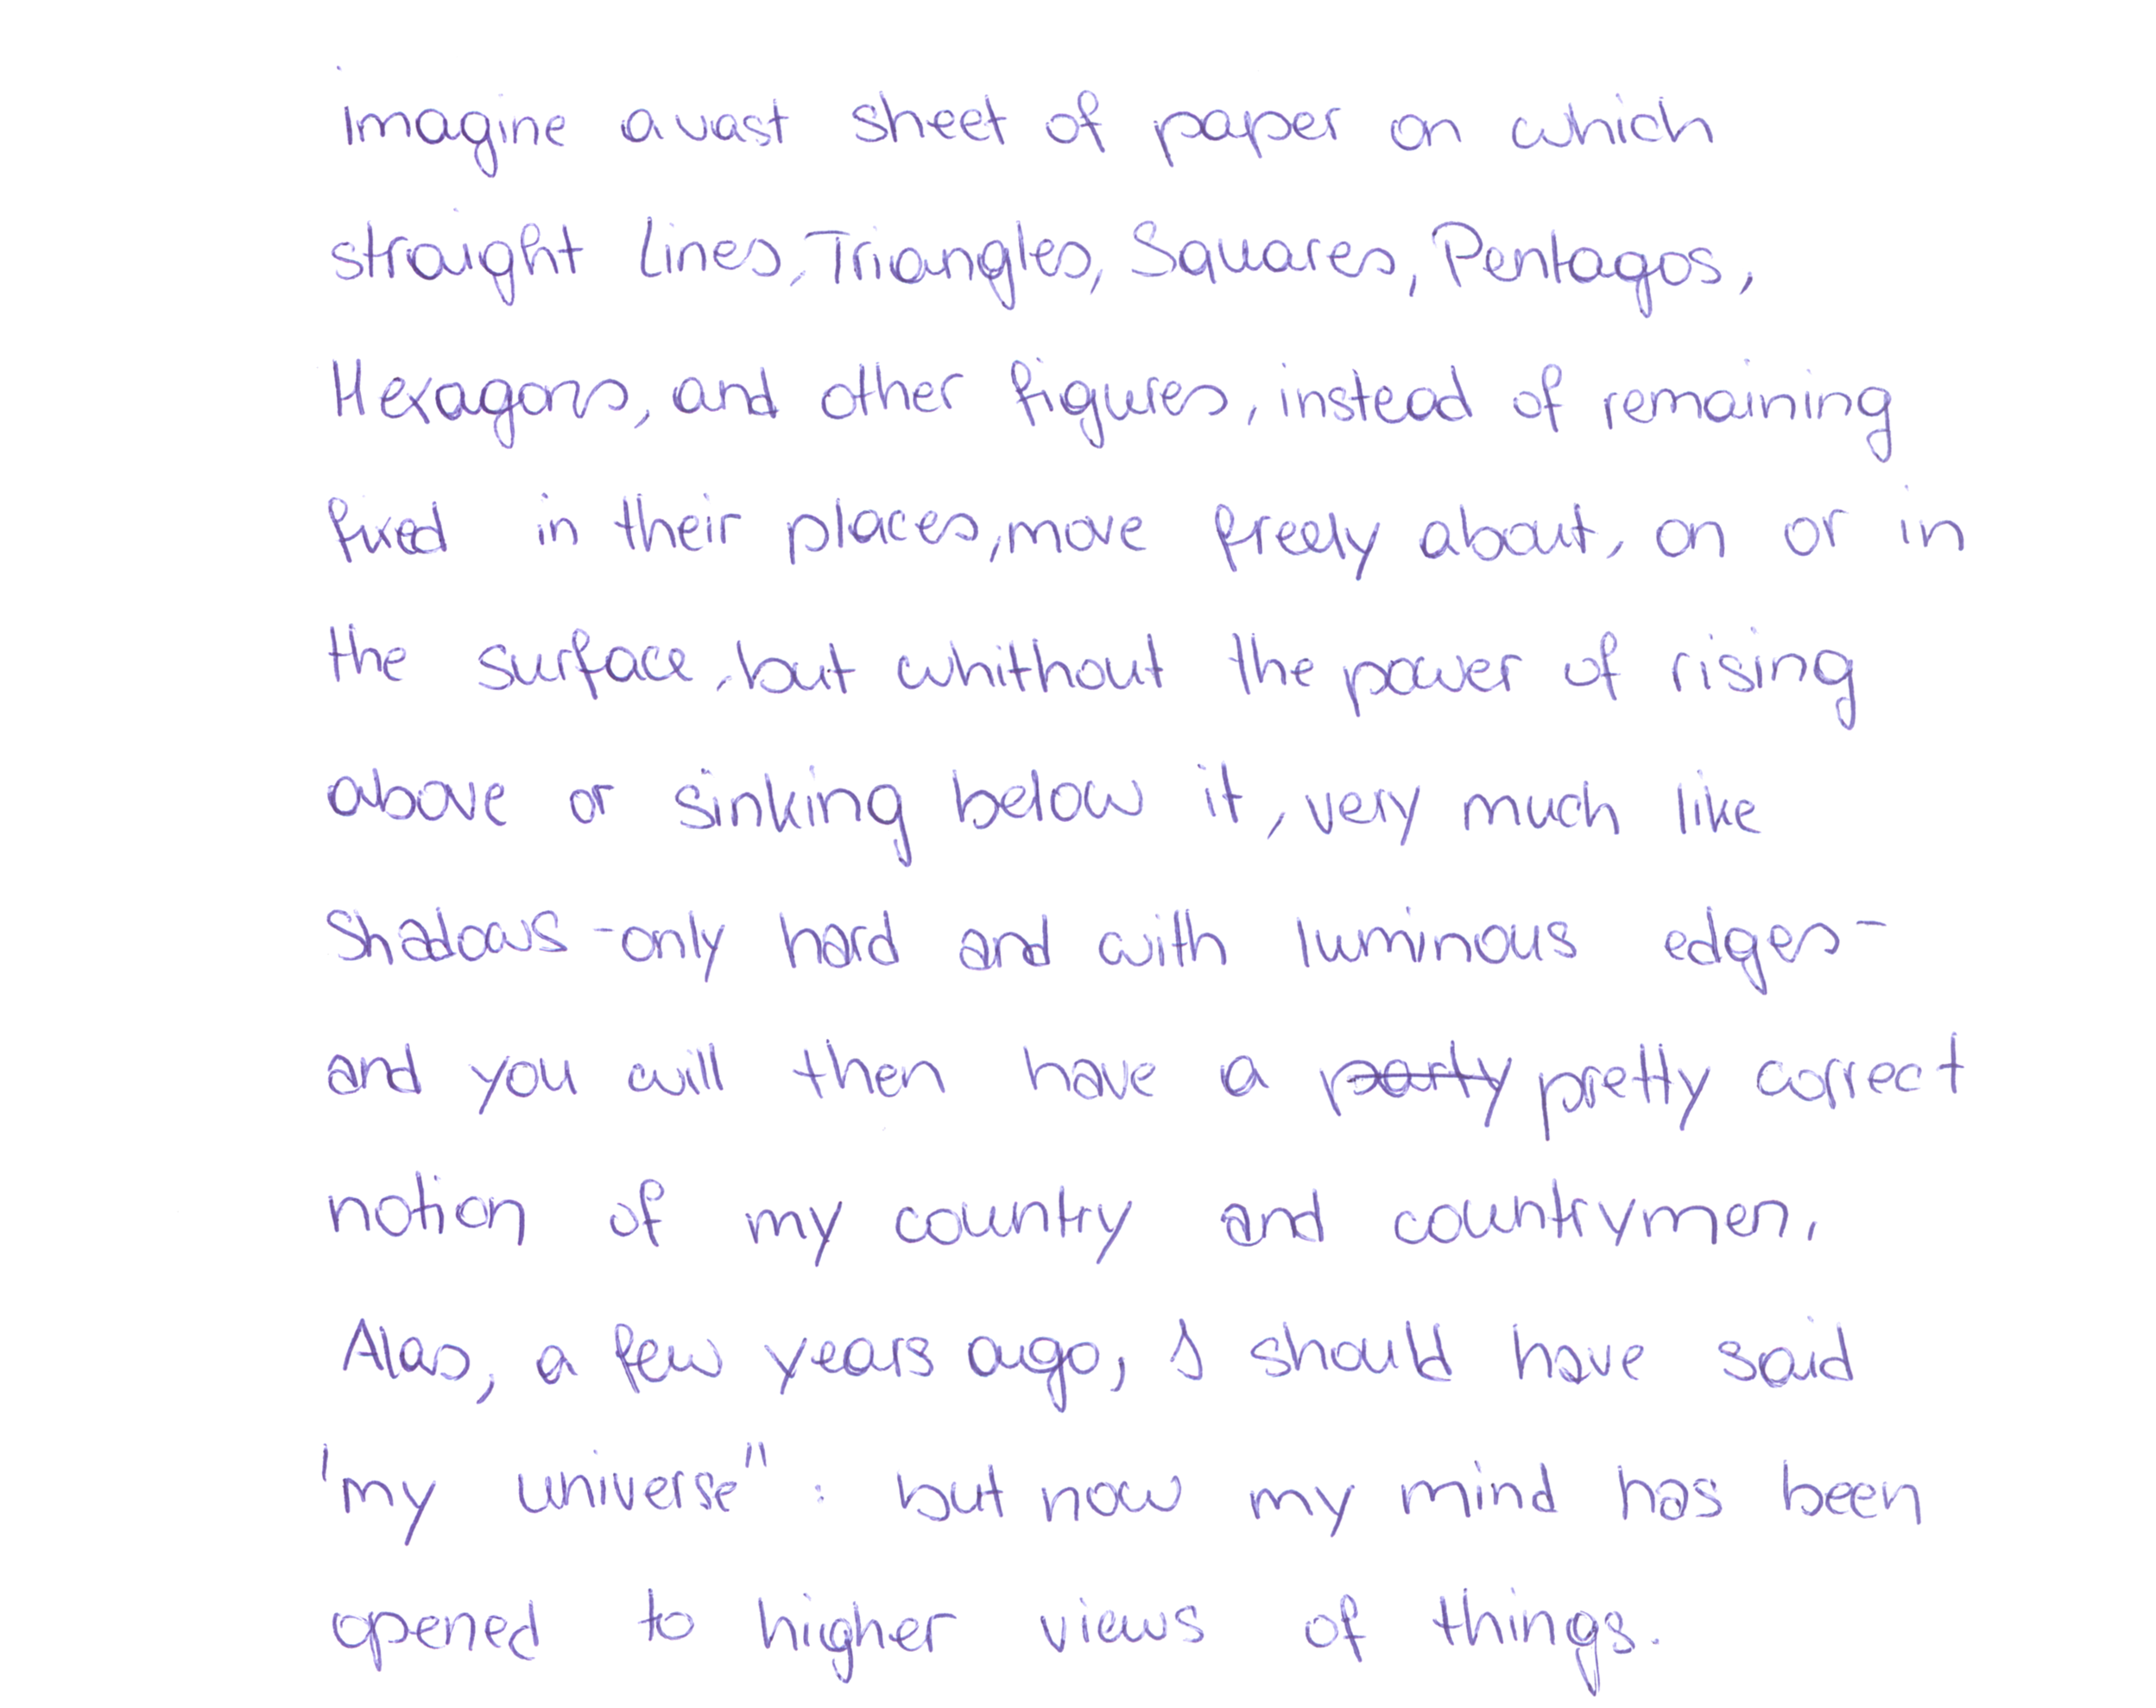 imagine a vast sheet of paper on which
straight lines, Triangles, Squares, Pentagos,
Hexagons, and other figures, instead of remaining
fixed in their places, move freely about, on or in
the surface, but whithout the power of rising
above or sinking below it, very much like
shadows - only hard and with luminous edges -
and you will then have a party pretty correct
notion of my country and countrymen.
Alas, a few years ago, I should have said
'my universe" : but now my mind has been
opened to higher views of things.